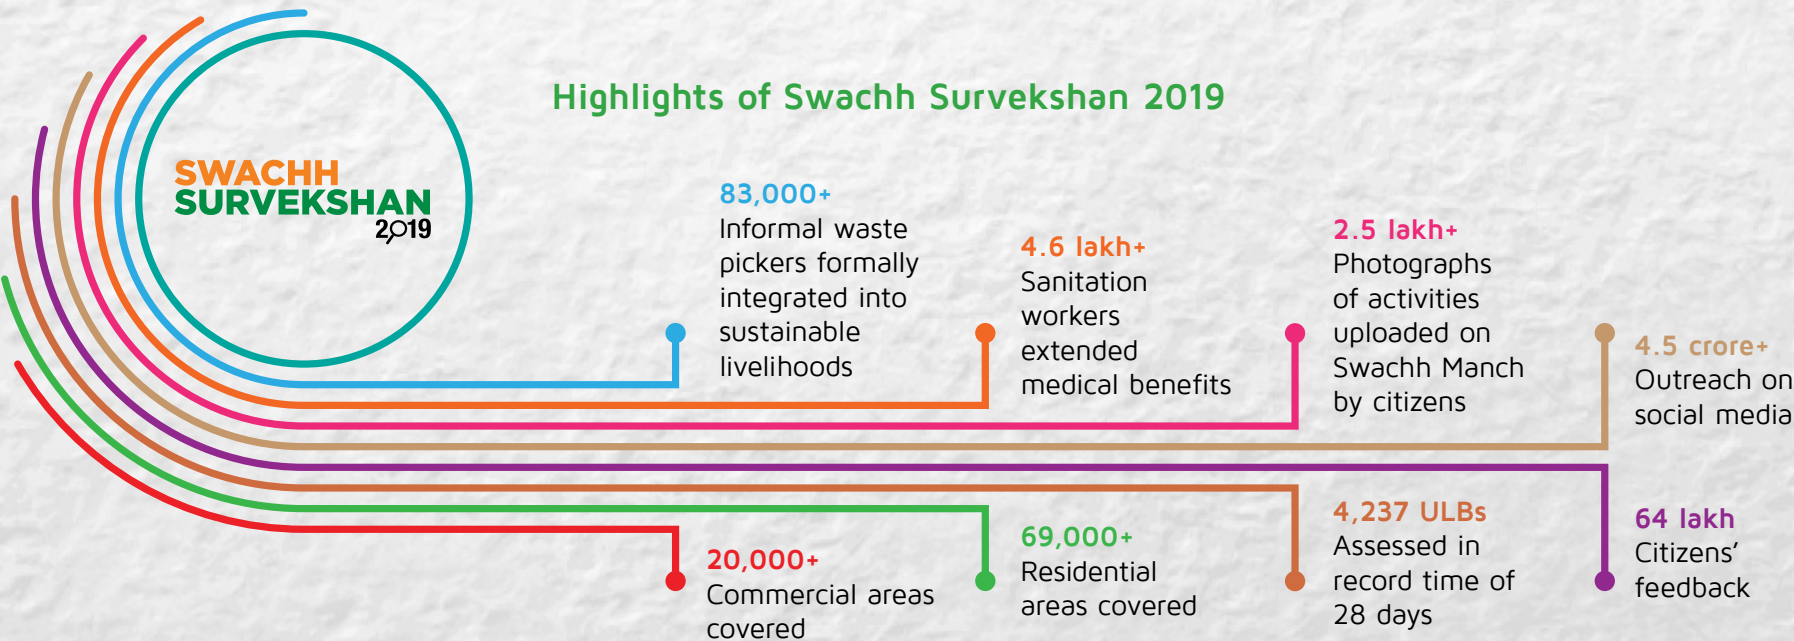 SWACHH
SURVEKSHAN
2019
Highlights of Swachh Survekshan 2019
83,000+
Informal waste
pickers formally
integrated into
sustainable
livelihoods
4.6 lakh+
Sanitation
workers
extended
medical benefits
2.5 lakh+
Photographs
of activities
uploaded on
Swachh Manch
by citizens
4.5 crore+
Outreach on
social media
20,000+
Commercial areas
covered
69,000+
Residential
areas covered
4,237 ULBs
Assessed in
record time of
28 days
64 lakh
Citizens’
feedback